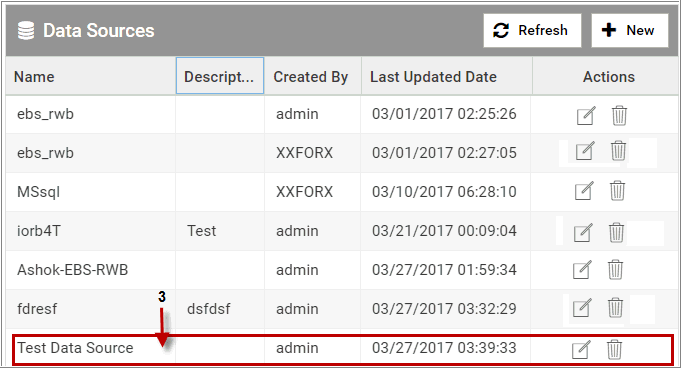 Data Sources Refresh New
Name Descript... Created By Last Updated Date Actions
ebs_rwb admin 03/01/2017 02:25:26
ebs_rwb XXFORX 03/01/2017 02:27:05
MSsql XXFORX 03/10/2017 06:28:10
iorb4T Test admin 03/21/2017 00:09:04
Ashok-EBS-RWB admin 03/27/2017 01:59:34
3
fdresf dsfdsf admin 03/27/2017 03:32:29
Test Data Source admin 03/27/2017 03:39:33